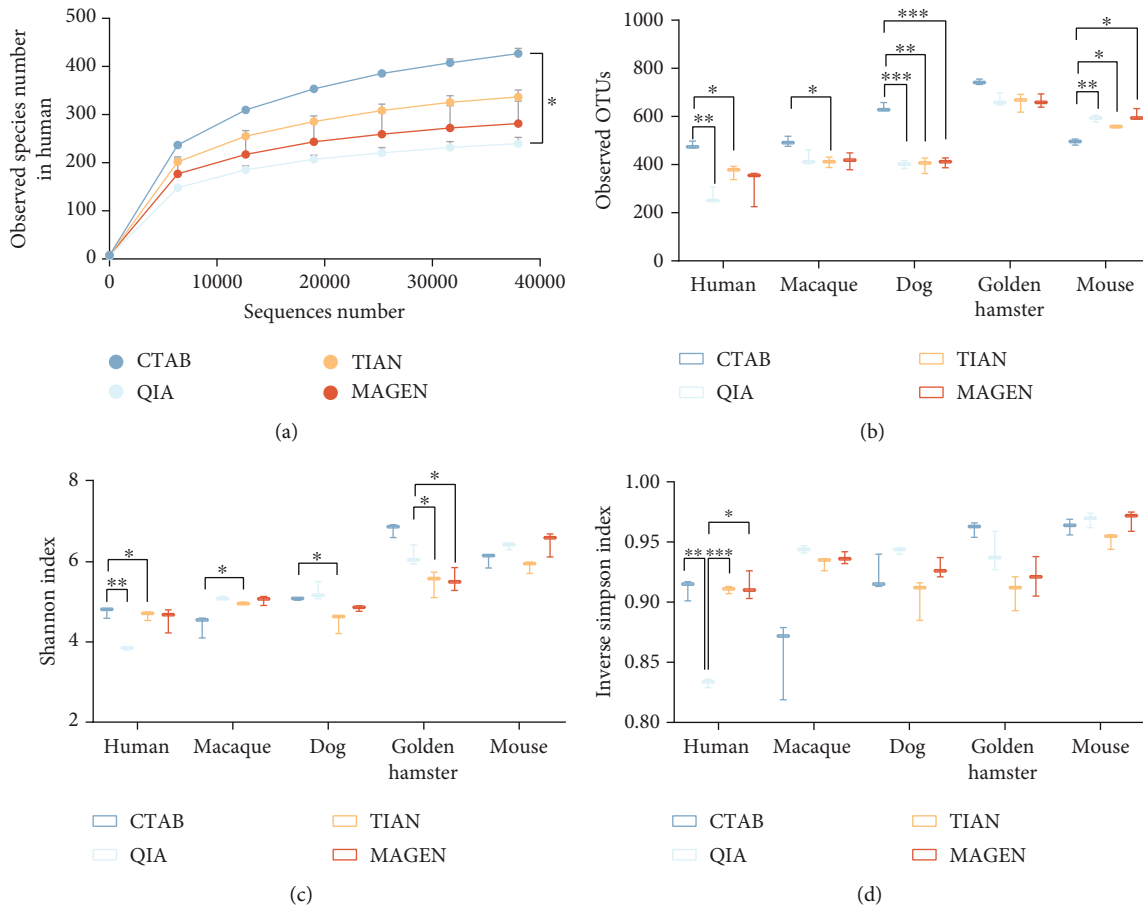 (a)
500
400
300
200
100
0
Observed species number
in human
*
0
10000
20000
30000
40000
Sequences number
CTAB
TIAN
QIA
MAGEN
(a)
(b)
1000
800
600
400
200
0
Observed OTUs
**
*
*
***
**
***
**
*
*
Human
Macaque
Dog
Golden
hamster
Mouse
CTAB
TIAN
QIA
MAGEN
(b)
(c)
8
6
4
2
Shannon index
**
*
*
*
*
*
Human
Macaque
Dog
Golden
hamster
Mouse
CTAB
TIAN
QIA
MAGEN
(c)
(d)
1.00
0.95
0.90
0.85
0.80
Inverse simpson index
**
***
*
Human
Macaque
Dog
Golden
hamster
Mouse
CTAB
TIAN
QIA
MAGEN
(d)